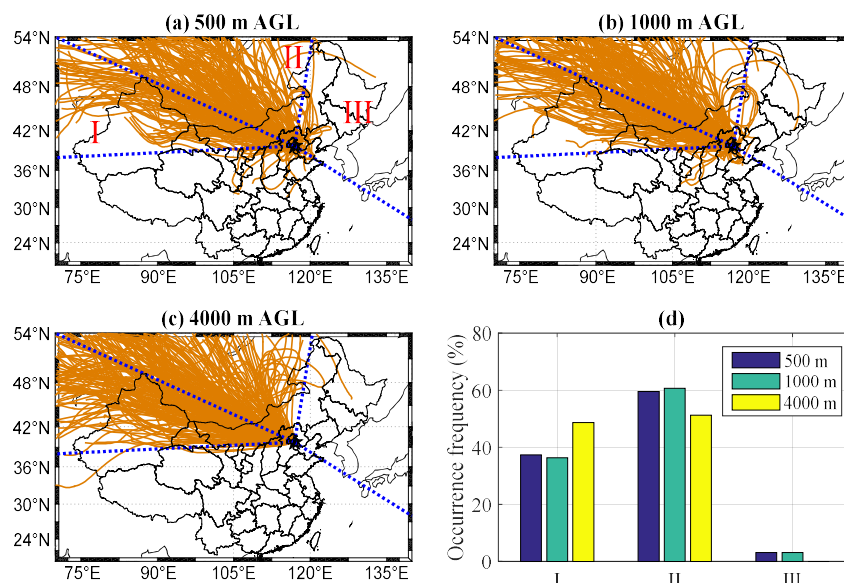 (a) 500 m AGL
54°N
48°N
42°N
36°N
30°N
24°N
75°E 90°E 105°E 120°E 135°E
I
II
III
(b) 1000 m AGL
54°N
48°N
42°N
36°N
30°N
24°N
75°E 90°E 105°E 120°E 135°E
(c) 4000 m AGL
54°N
48°N
42°N
36°N
30°N
24°N
75°E 90°E 105°E 120°E 135°E
(d)
Occurrence frequency (%)
80
60
40
20
0
I II III
500 m
1000 m
4000 m